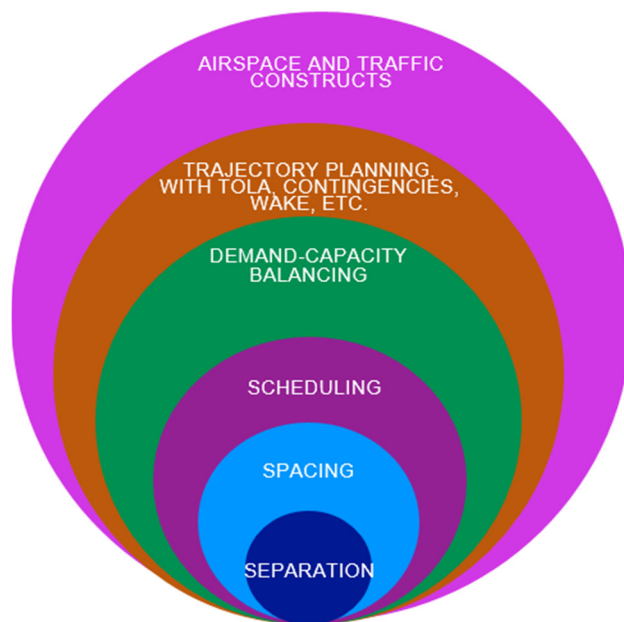 AIRSPACE AND TRAFFIC
CONSTRUCTS
TRAJECTORY PLANNING,
WITH TOLA, CONTINGENCIES,
WAKE, ETC.
DEMAND-CAPACITY
BALANCING
SCHEDULING
SPACING
SEPARATION